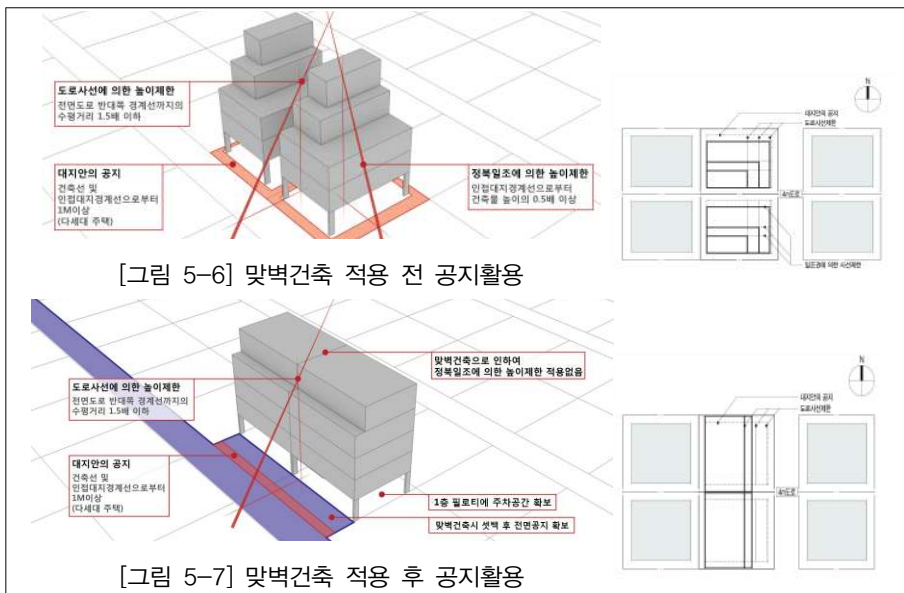 도로사선에 의한 높이제한
전면도로 반대쪽 경계선까지의
수평거리 1.5배 이하
대지안의 공지
건축선 및
인접대지경계선으로부터
1M이상
(다세대 주택)
정북일조에 의한 높이제한
인접대지경계선으로부터
건축물 높이의 0.5배 이상
N
대지안의 공지
도로사선제한
4m도로
일조권에 의한 사선제한
[그림 5-6] 맞벽건축 적용 전 공지활용
맞벽건축으로 인하여
정북일조에 의한 높이제한 적용없음
도로사선에 의한 높이제한
전면도로 반대쪽 경계선까지의
수평거리 1.5배 이하
대지안의 공지
건축선 및
인접대지경계선으로부터
1M이상
(다세대 주택)
1층 필로티에 주차공간 확보
맞벽건축시 셋백 후 전면공지 확보
N
대지안의 공지
도로사선제한
4m도로
[그림 5-7] 맞벽건축 적용 후 공지활용